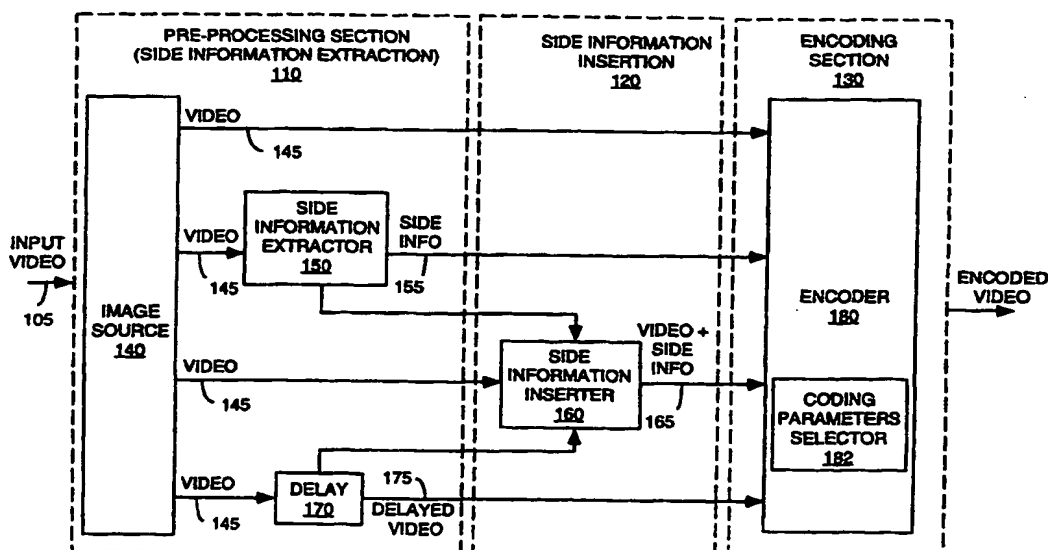 PRE-PROCESSING SECTION
(SIDE INFORMATION EXTRACTION)
110
SIDE INFORMATION
INSERTION
120
ENCODING
SECTION
130
VIDEO
145
VIDEO
145
SIDE
INFORMATION
EXTRACTOR
150
SIDE
INFO
155
INPUT
VIDEO
105
IMAGE
SOURCE
140
ENCODER
180
ENCODED
VIDEO
VIDEO
145
SIDE
INFORMATION
INSERTER
160
VIDEO +
SIDE
INFO
165
CODING
PARAMETERS
SELECTOR
182
VIDEO
145
DELAY
170
175
DELAYED
VIDEO